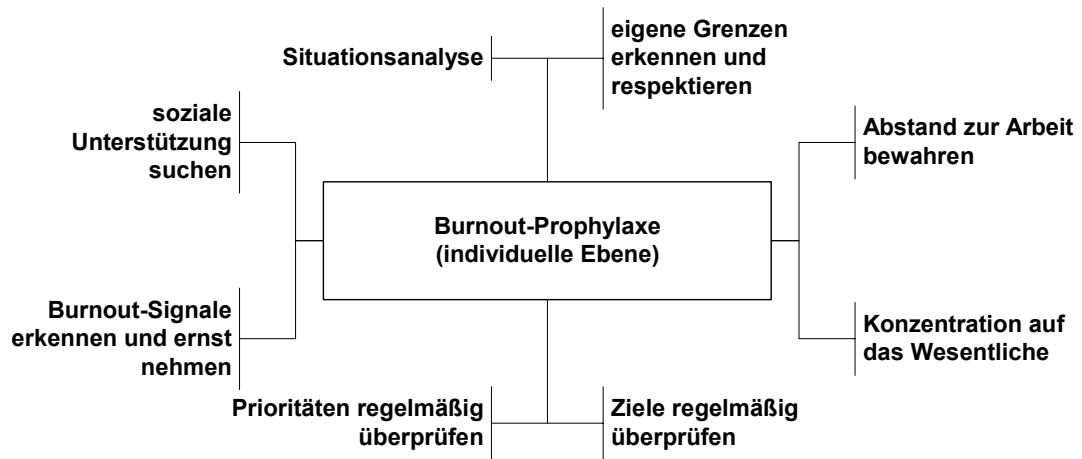 Situationsanalyse
eigene Grenzen
erkennen und
respektieren
soziale
Unterstützung
suchen
Abstand zur Arbeit
bewahren
Burnout-Prophylaxe
(individuelle Ebene)
Burnout-Signale
erkennen und ernst
nehmen
Konzentration auf
das Wesentliche
Prioritäten regelmäßig
überprüfen
Ziele regelmäßig
überprüfen